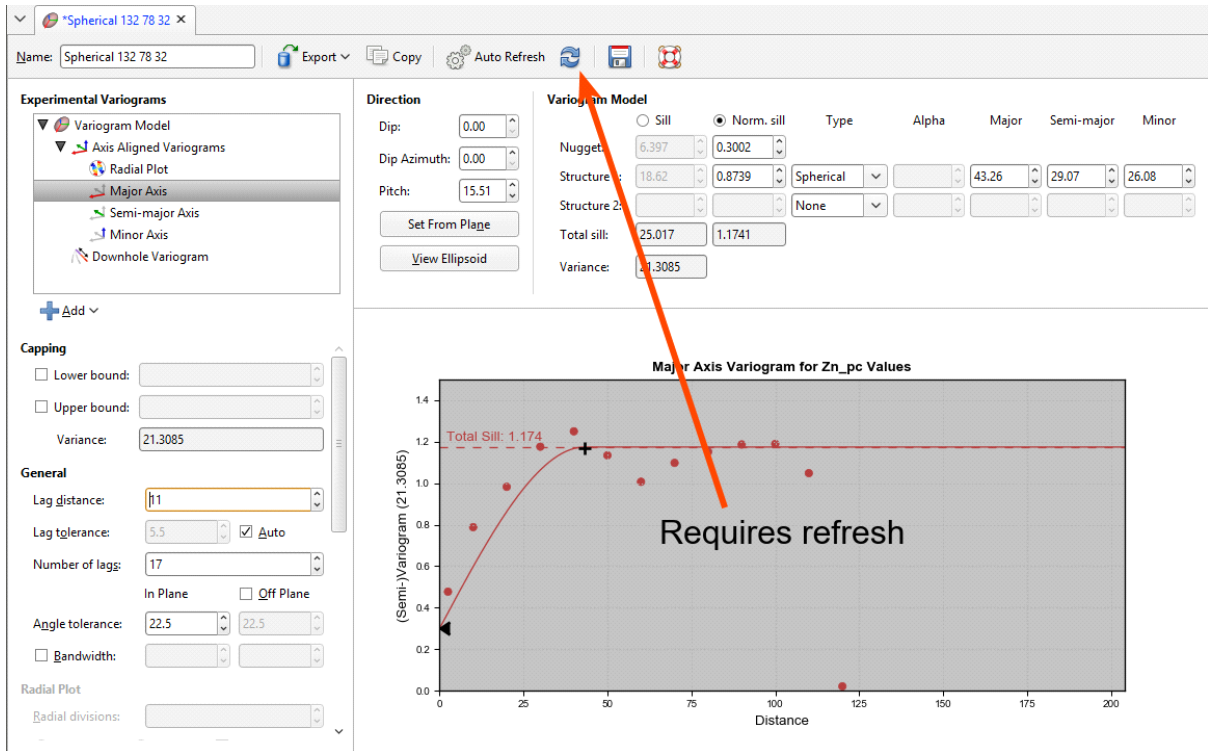 *Spherical 132 78 32 ×
Name: Spherical 132 78 32 Export Copy Auto Refresh
Experimental Variograms
Variogram Model
Axis Aligned Variograms
Radial Plot
Major Axis
Semi-major Axis
Minor Axis
Downhole Variogram
Add
Capping
Lower bound:
Upper bound:
Variance: 21.3085
General
Lag distance: 11
Lag tolerance: 5.5 Auto
Number of lags: 17
In Plane Off Plane
Angle tolerance: 22.5 22.5
Bandwidth:
Radial Plot
Radial divisions:
Direction
Dip: 0.00
Dip Azimuth: 0.00
Pitch: 15.51
Set From Plane
View Ellipsoid
Variogram Model
Sill Norm. sill Type Alpha Major Semi-major Minor
Nugget: 6.397 0.3002
Structure 1: 18.62 0.8739 Spherical 43.26 29.07 26.08
Structure 2: None
Total sill: 25.017 1.1741
Variance: 21.3085
Major Axis Variogram for Zn_pc Values
Total Sill: 1.174
Requires refresh
(Semi-)Variogram (21.3085)
1.4
1.2
1.0
0.8
0.6
0.4
0.2
0.0
0 25 50 75 100 125 150 175 200
Distance